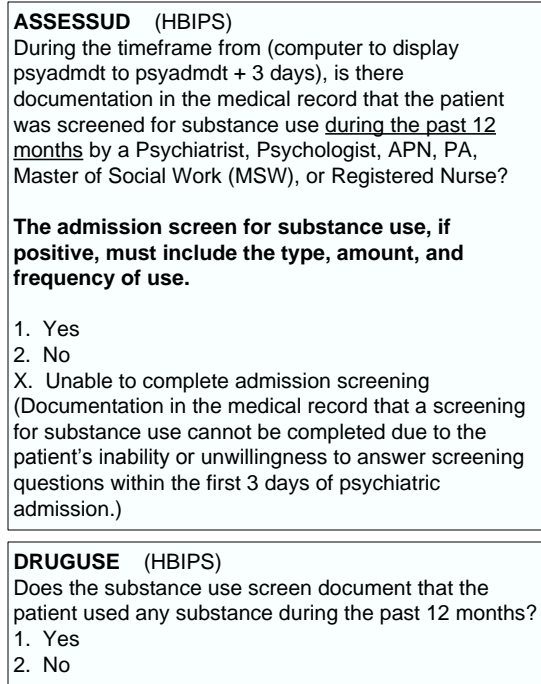 ASSESSUD (HBIPS)
During the timeframe from (computer to display
psyadmdt to psyadmdt + 3 days), is there
documentation in the medical record that the patient
was screened for substance use during the past 12
months by a Psychiatrist, Psychologist, APN, PA,
Master of Social Work (MSW), or Registered Nurse?
The admission screen for substance use, if
positive, must include the type, amount, and
frequency of use.
1. Yes
2. No
X. Unable to complete admission screening
(Documentation in the medical record that a screening
for substance use cannot be completed due to the
patient's inability or unwillingness to answer screening
questions within the first 3 days of psychiatric
admission.)
DRUGUSE (HBIPS)
Does the substance use screen document that the
patient used any substance during the past 12 months?
1. Yes
2. No